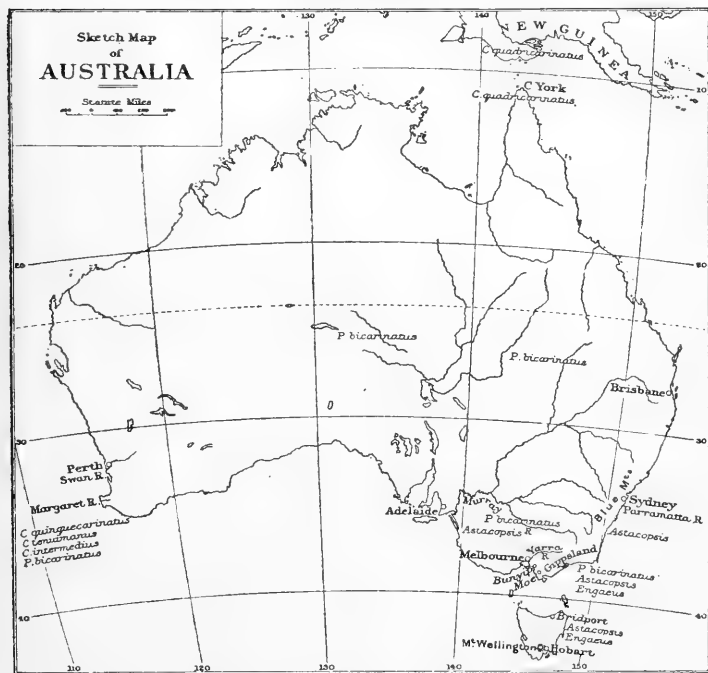 130
140
150
Sketch Map
of
AUSTRALIA
Statute Miles
NEW GUINEA
C quadricarinatus
10
C York
C. quadricarinatus.
20
20
P. bicarinatus
P. bicarinatus
Brisbane
30
30
Perth
Swan R
Margaret R.
C. quinquecarinatus
C. tenuimanus
C. intermedius
P. bicarinatus
Adelaide
Murray
R
P bicarinatus
Astacopsis
Blue Mts
Sydney
Parramatta R
Astacopsis
Melbourne
Yarra
R
Bunyip
Moe
Gippsland
P bicarinatus
Astacopsis
Engaeus
40
40
Bridport
Astacopsis
Engaeus
Mt Wellington
Hobart
110
120
130
140
150